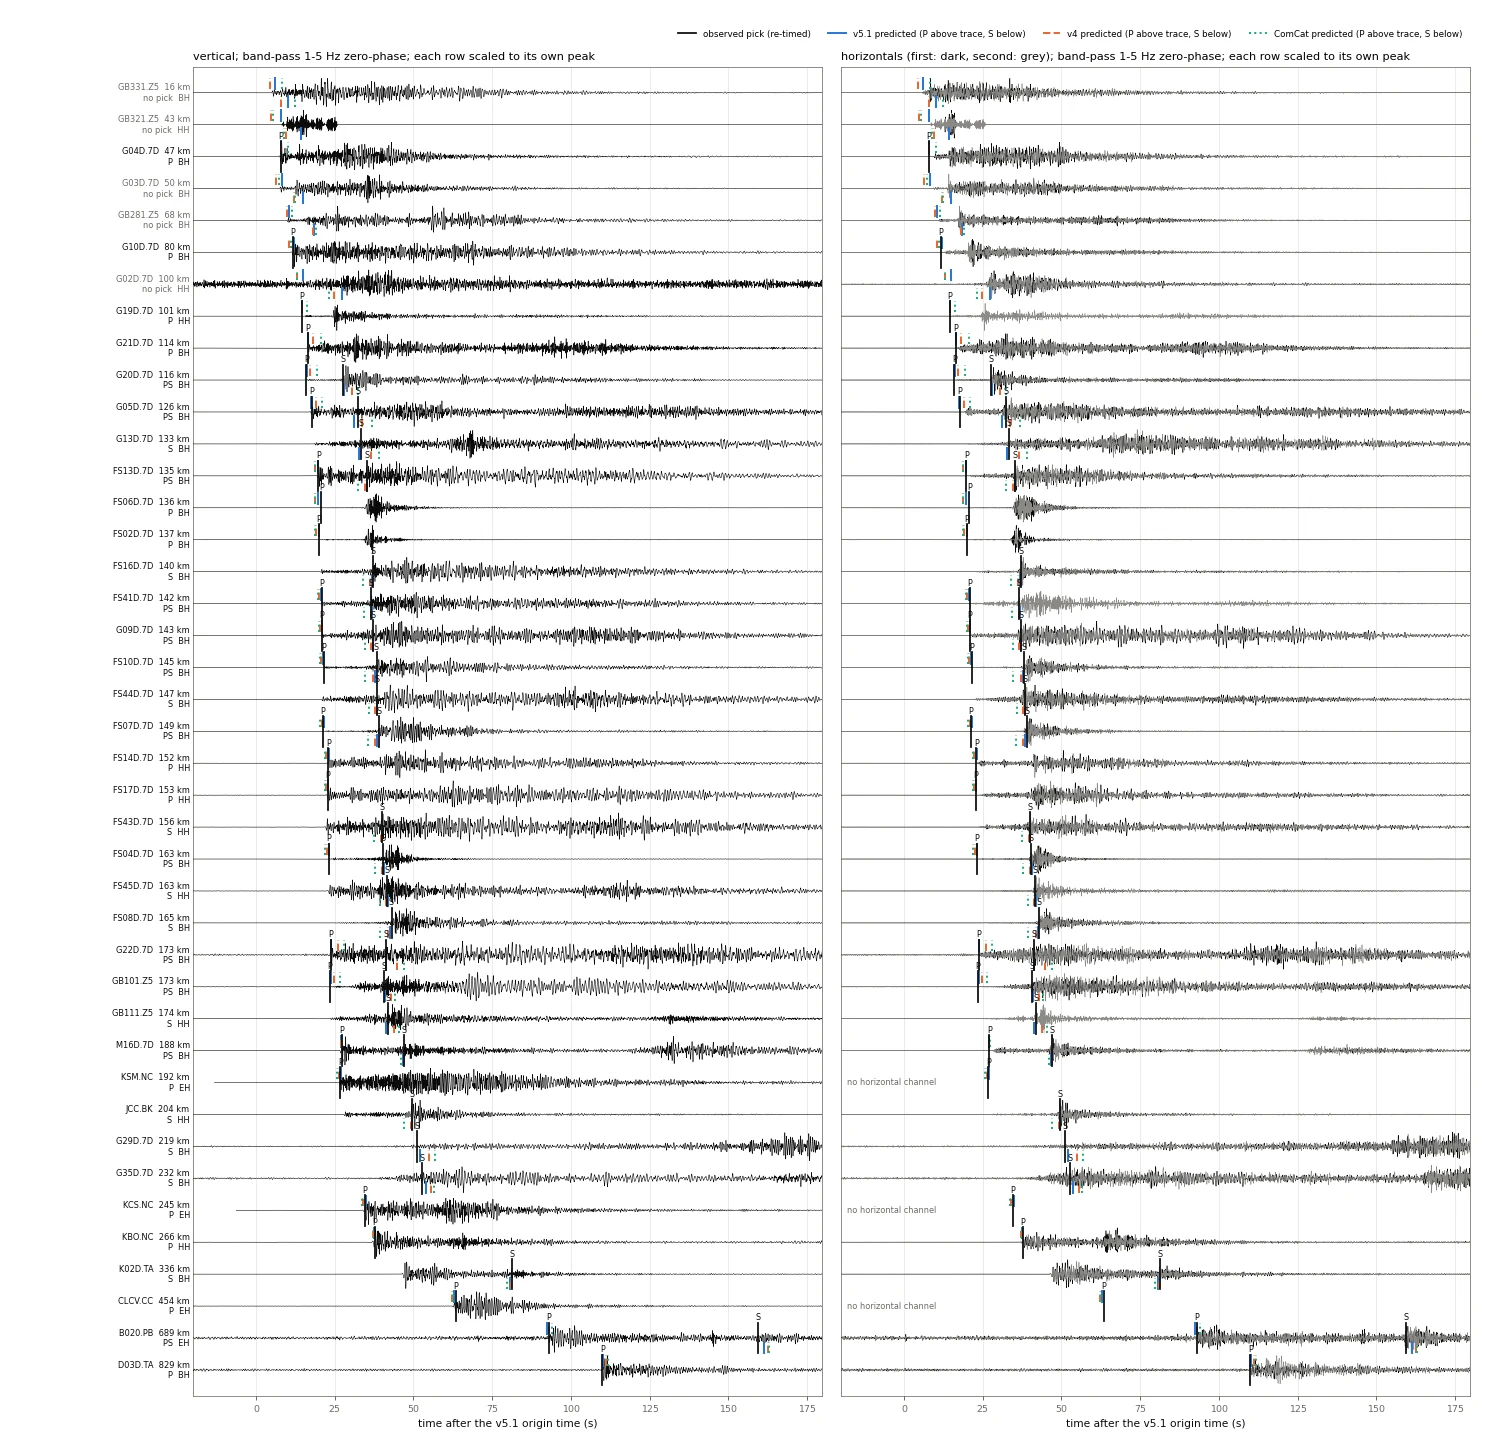 observed pick (re-timed)
v5.1 predicted (P above trace, S below)
v4 predicted (P above trace, S below)
ComCat predicted (P above trace, S below)
vertical; band-pass 1-5 Hz zero-phase; each row scaled to its own peak
horizontals (first: dark, second: grey); band-pass 1-5 Hz zero-phase; each row scaled to its own peak
GB331.Z5 16 km
no pick BH
GB321.Z5 43 km
no pick HH
G04D.7D 47 km
P BH
G03D.7D 50 km
no pick BH
GB281.Z5 68 km
no pick BH
G10D.7D 80 km
P BH
G02D.7D 100 km
no pick HH
G19D.7D 101 km
P HH
G21D.7D 114 km
P BH
G20D.7D 116 km
PS BH
G05D.7D 126 km
PS BH
G13D.7D 133 km
S BH
FS13D.7D 135 km
PS BH
FS06D.7D 136 km
P BH
FS02D.7D 137 km
P BH
FS16D.7D 140 km
S BH
FS41D.7D 142 km
PS BH
G09D.7D 143 km
PS BH
FS10D.7D 145 km
PS BH
FS44D.7D 147 km
S BH
FS07D.7D 149 km
PS BH
FS14D.7D 152 km
P HH
FS17D.7D 153 km
P HH
FS43D.7D 156 km
S HH
FS04D.7D 163 km
PS BH
FS45D.7D 163 km
S HH
FS08D.7D 165 km
S BH
G22D.7D 173 km
PS BH
GB101.Z5 173 km
PS BH
GB111.Z5 174 km
S HH
M16D.7D 188 km
PS BH
KSM.NC 192 km
P EH
no horizontal channel
JCC.BK 204 km
S HH
G29D.7D 219 km
S BH
G35D.7D 232 km
S BH
KCS.NC 245 km
P EH
no horizontal channel
KBO.NC 266 km
P HH
K02D.TA 336 km
S BH
CLCV.CC 454 km
P EH
no horizontal channel
B020.PB 689 km
PS EH
D03D.TA 829 km
P BH
0 25 50 75 100 125 150 175
0 25 50 75 100 125 150 175
time after the v5.1 origin time (s)
time after the v5.1 origin time (s)